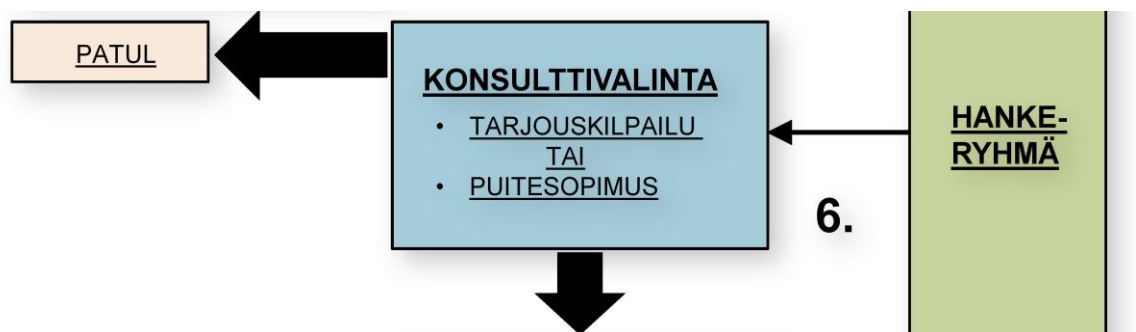 PATUL
KONSULTTIVALINTA
• TARJOUSKILPAILU
TAI
• PUITESOPIMUS
HANKE-
RYHMÄ
6.